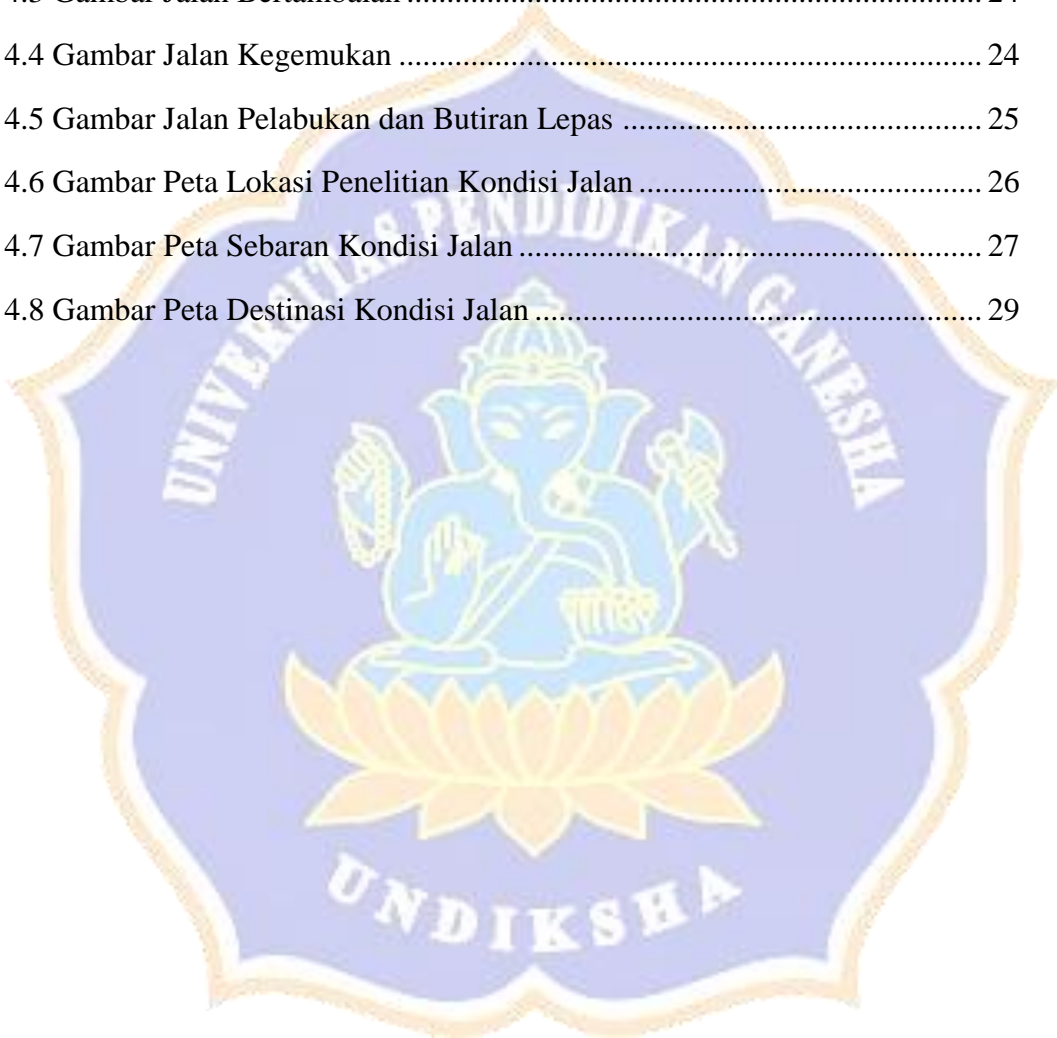 4.4 Gambar Jalan Kegemukan ......................................................................... 24
4.5 Gambar Jalan Pelabukan dan Butiran Lepas ............................................. 25
4.6 Gambar Peta Lokasi Penelitian Kondisi Jalan ........................................... 26
4.7 Gambar Peta Sebaran Kondisi Jalan .......................................................... 27
4.8 Gambar Peta Destinasi Kondisi Jalan ........................................................ 29
UNIVERSITAS PENDIDIKAN GANESHA
UNDIKSHA